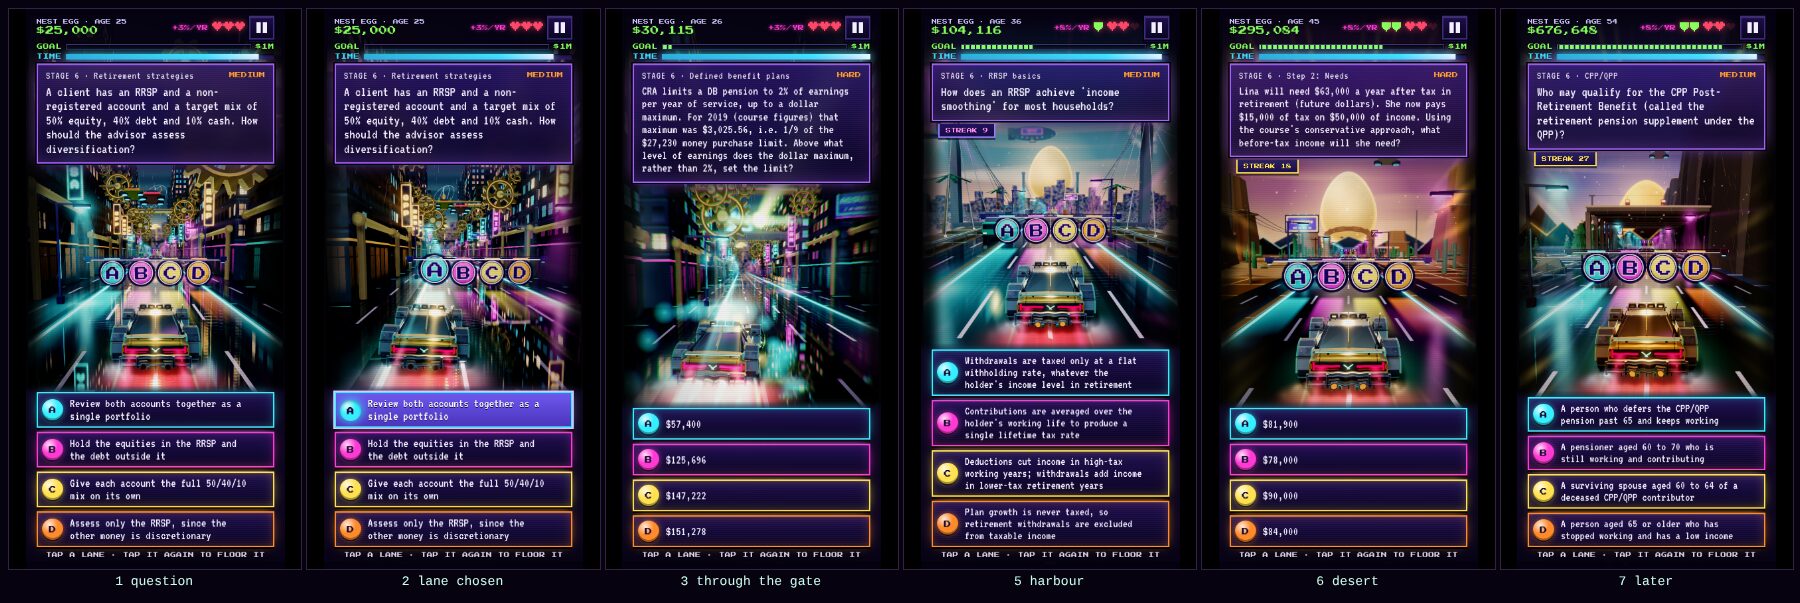 NEST EGG · AGE 25
$25,000
+3%/YR
GOAL
$1M
TIME
STAGE 6 · Retirement strategies
MEDIUM
A client has an RRSP and a non-
registered account and a target mix of
50% equity, 40% debt and 10% cash. How
should the advisor assess
diversification?
A B C D
A
Review both accounts together as a
single portfolio
B
Hold the equities in the RRSP and
the debt outside it
C
Give each account the full 50/40/10
mix on its own
D
Assess only the RRSP, since the
other money is discretionary
TAP A LANE · TAP IT AGAIN TO FLOOR IT
1 question
NEST EGG · AGE 25
$25,000
+3%/YR
GOAL
$1M
TIME
STAGE 6 · Retirement strategies
MEDIUM
A client has an RRSP and a non-
registered account and a target mix of
50% equity, 40% debt and 10% cash. How
should the advisor assess
diversification?
A B C D
A
Review both accounts together as a
single portfolio
B
Hold the equities in the RRSP and
the debt outside it
C
Give each account the full 50/40/10
mix on its own
D
Assess only the RRSP, since the
other money is discretionary
TAP A LANE · TAP IT AGAIN TO FLOOR IT
2 lane chosen
NEST EGG · AGE 26
$30,115
+3%/YR
GOAL
$1M
TIME
STAGE 6 · Defined benefit plans
HARD
CRA limits a DB pension to 2% of earnings
per year of service, up to a dollar
maximum. For 2019 (course figures) that
maximum was $3,025.56, i.e. 1/9 of the
$27,230 money purchase limit. Above what
level of earnings does the dollar maximum,
rather than 2%, set the limit?
A
$57,400
B
$125,696
C
$147,222
D
$151,278
TAP A LANE · TAP IT AGAIN TO FLOOR IT
3 through the gate
NEST EGG · AGE 36
$104,116
GOAL
$1M
TIME
STAGE 6 · RRSP basics
MEDIUM
How does an RRSP achieve 'income
smoothing' for most households?
STREAK 9
A B C D
A
Withdrawals are taxed only at a flat
withholding rate, whatever the
holder's income level in retirement
B
Contributions are averaged over the
holder's working life to produce a
single lifetime tax rate
C
Deductions cut income in high-tax
working years; withdrawals add income
in lower-tax retirement years
D
Plan growth is never taxed, so
retirement withdrawals are excluded
from taxable income
TAP A LANE · TAP IT AGAIN TO FLOOR IT
5 harbour
NEST EGG · AGE 45
$295,084
GOAL
$1M
TIME
STAGE 6 · Step 2: Needs
HARD
Lina will need $63,000 a year after tax in
retirement (future dollars). She now pays
$15,000 of tax on $50,000 of income. Using
the course's conservative approach, what
before-tax income will she need?
STREAK 18
A B C D
A
$81,900
B
$78,000
C
$90,000
D
$84,000
TAP A LANE · TAP IT AGAIN TO FLOOR IT
6 desert
NEST EGG · AGE 54
$676,648
GOAL
$1M
TIME
STAGE 6 · CPP/QPP
MEDIUM
Who may qualify for the CPP Post-
Retirement Benefit (called the
retirement pension supplement under the
QPP)?
STREAK 27
A B C D
A
A person who defers the CPP/QPP
pension past 65 and keeps working
B
A pensioner aged 60 to 70 who is
still working and contributing
C
A surviving spouse aged 60 to 64 of a
deceased CPP/QPP contributor
D
A person aged 65 or older who has
stopped working and has a low income
TAP A LANE · TAP IT AGAIN TO FLOOR IT
7 later